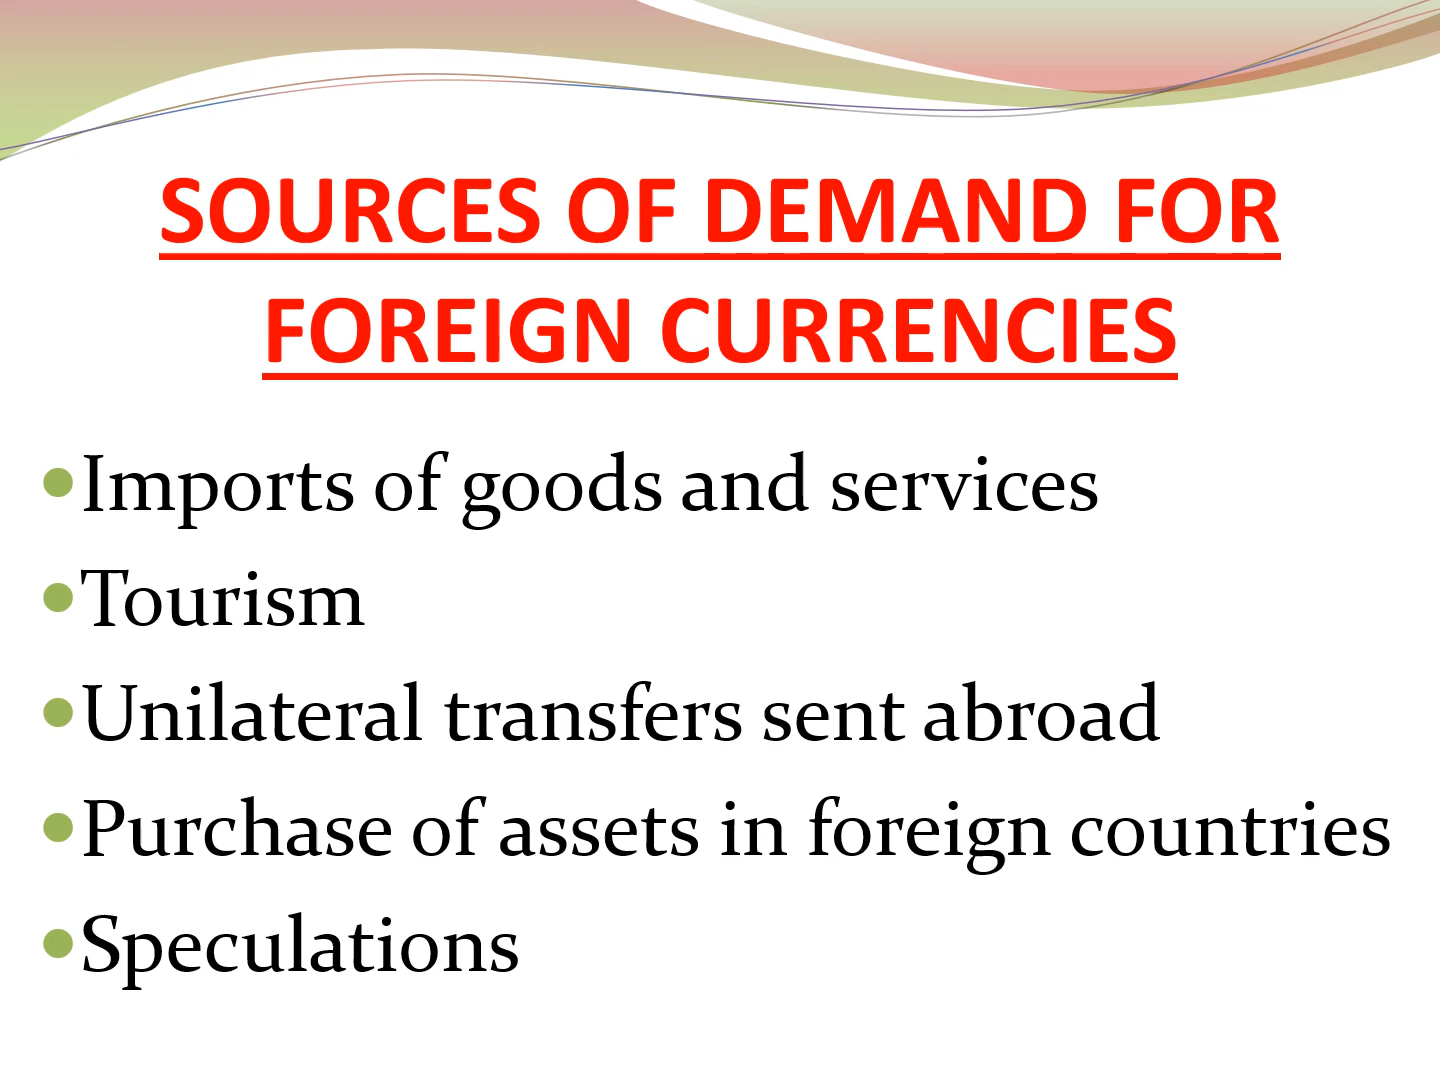 SOURCES OF DEMAND FOR
FOREIGN CURRENCIES
•Imports of goods and services
•Tourism
•Unilateral transfers sent abroad
•Purchase of assets in foreign countries
•Speculations